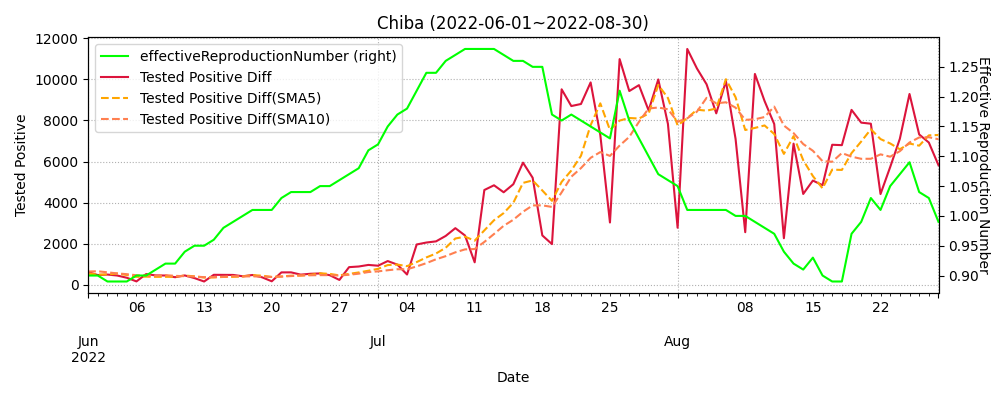 Chiba (2022-06-01~2022-08-30)
effectiveReproductionNumber (right)
Tested Positive Diff
Tested Positive Diff(SMA5)
Tested Positive Diff(SMA10)
Tested Positive
12000
10000
8000
6000
4000
2000
0
Effective Reproduction Number
1.25
1.20
1.15
1.10
1.05
1.00
0.95
0.90
06 13 20 27 04 11 18 25 08 15 22
Jun Jul Aug
2022
Date